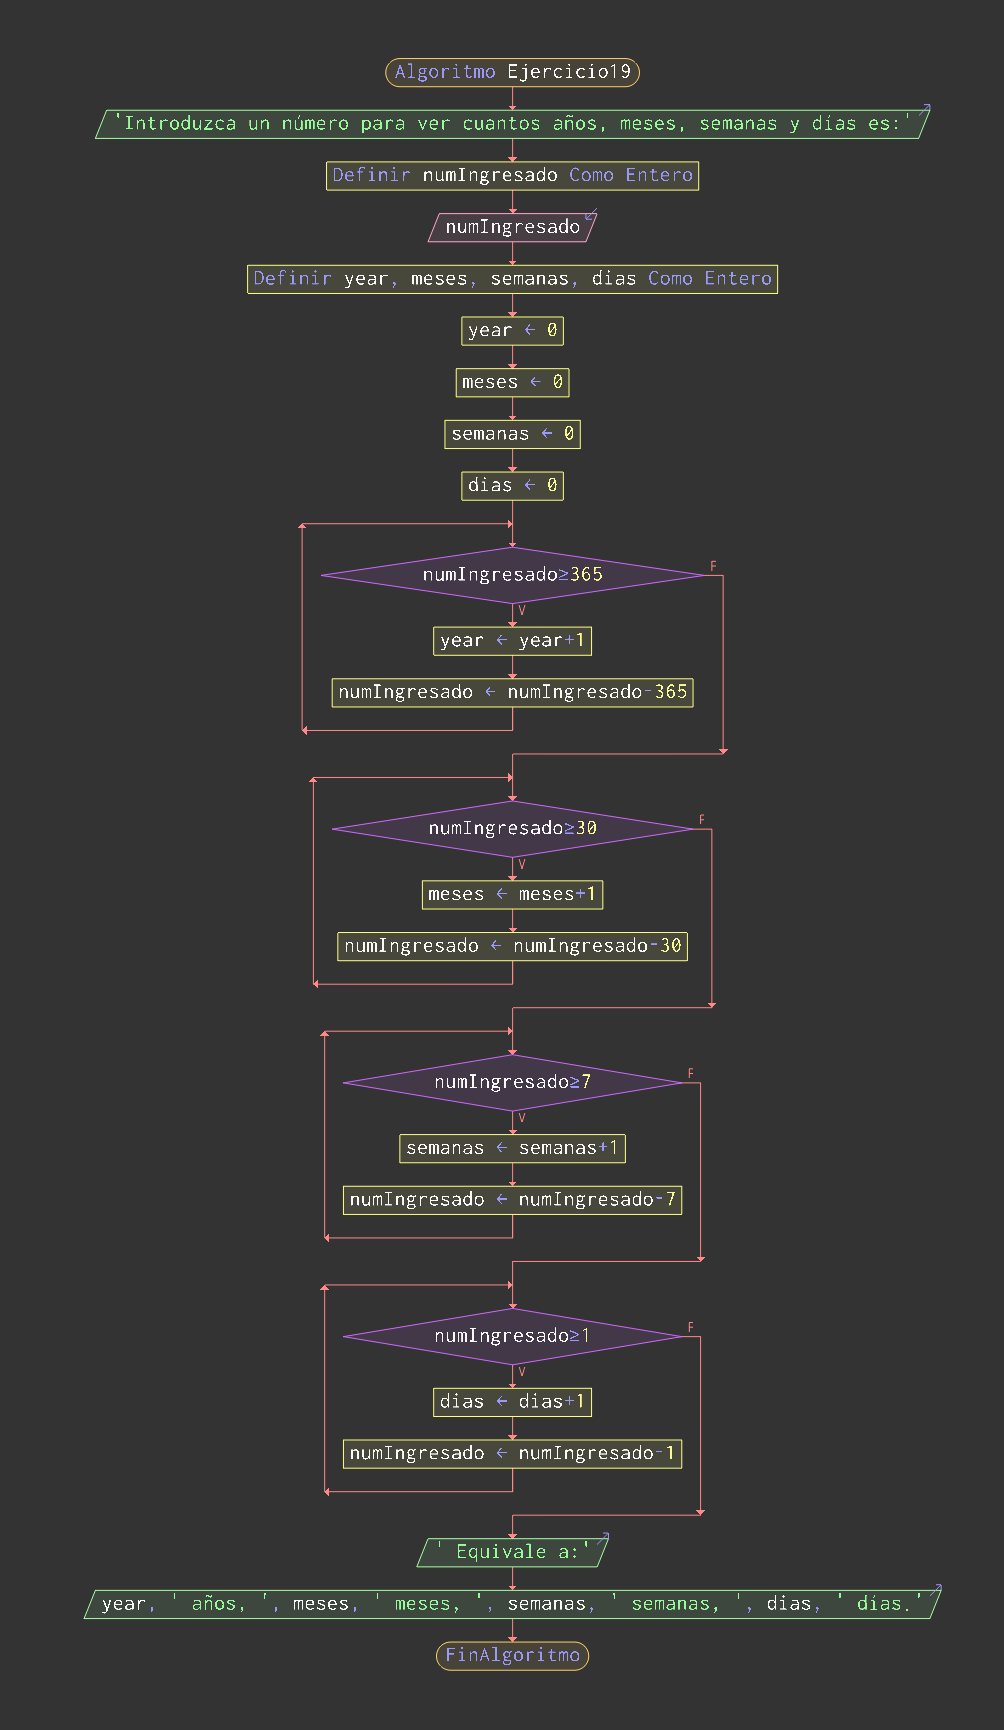 Algoritmo Ejercicio19
'Introduzca un número para ver cuantos años, meses, semanas y días es:'
Definir numIngresado Como Entero
numIngresado
Definir year, meses, semanas, dias Como Entero
year ← 0
meses ← 0
semanas ← 0
dias ← 0
numIngresado≥365
F
V
year ← year+1
numIngresado ← numIngresado-365
numIngresado≥30
F
V
meses ← meses+1
numIngresado ← numIngresado-30
numIngresado≥7
F
V
semanas ← semanas+1
numIngresado ← numIngresado-7
numIngresado≥1
F
V
dias ← dias+1
numIngresado ← numIngresado-1
' Equivale a:'
year, ' años, ', meses, ' meses, ', semanas, ' semanas, ', dias, ' días.'
FinAlgoritmo